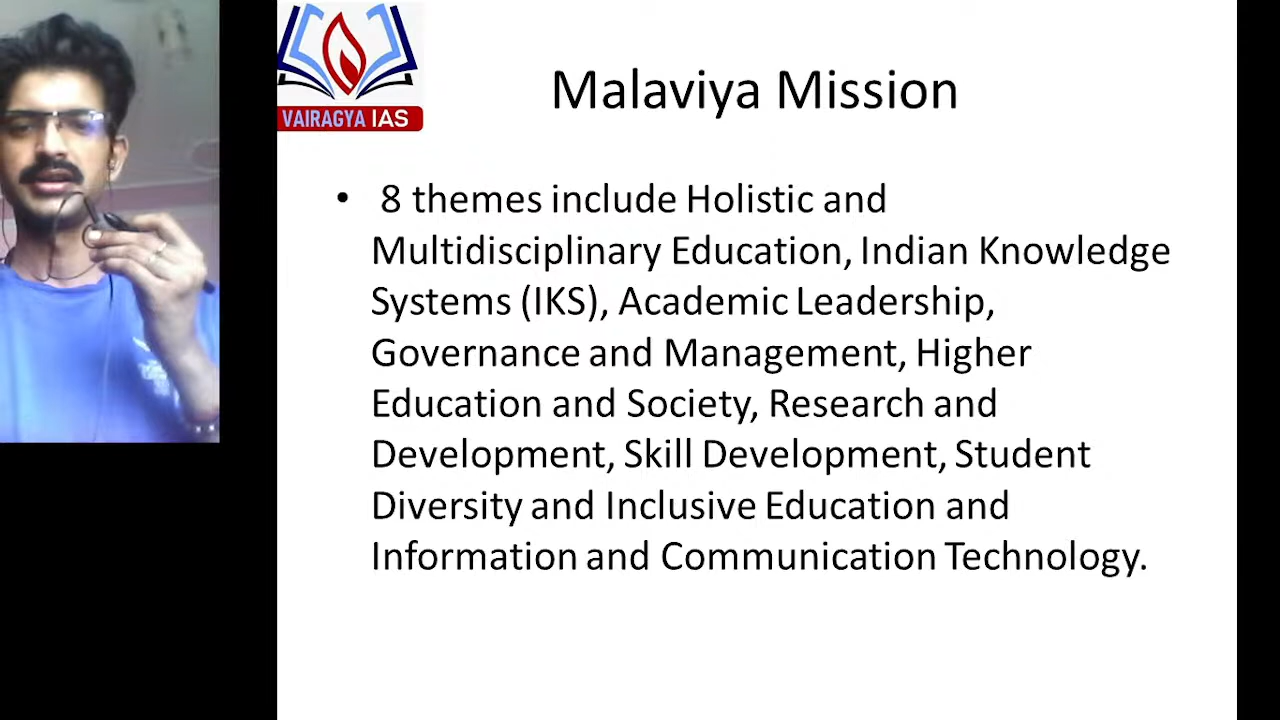 VAIRAGYA IAS
Malaviya Mission
• 8 themes include Holistic and
Multidisciplinary Education, Indian Knowledge
Systems (IKS), Academic Leadership,
Governance and Management, Higher
Education and Society, Research and
Development, Skill Development, Student
Diversity and Inclusive Education and
Information and Communication Technology.